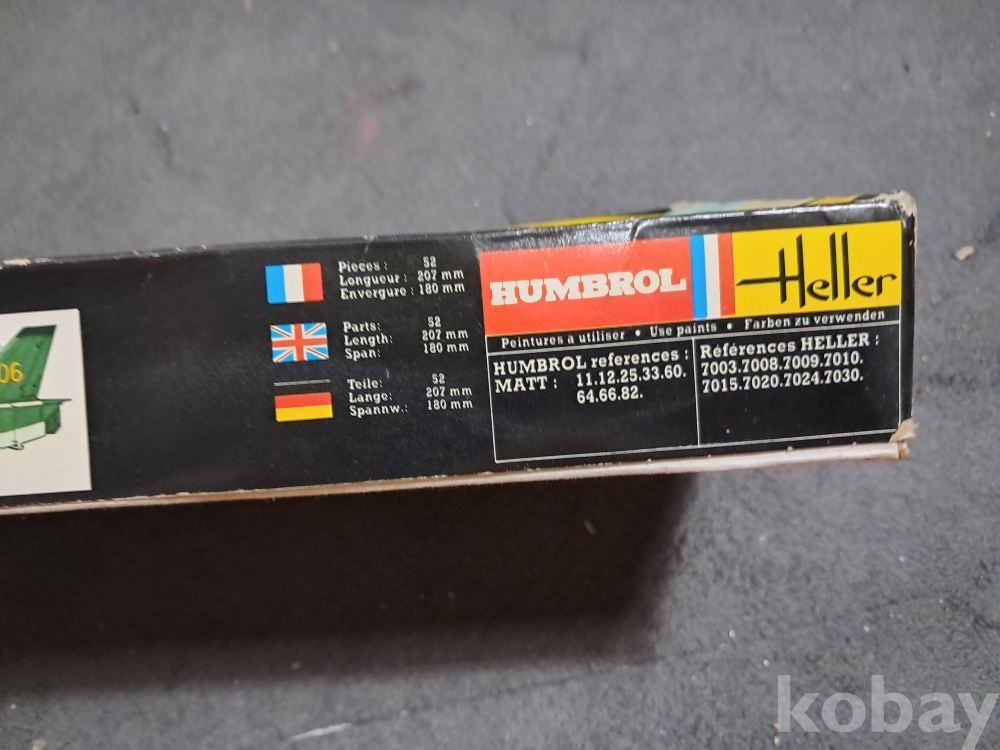 06
Pieces : 52
Longueur : 207 mm
Envergure : 180 mm
Parts: 52
Length: 207 mm
Span: 180 mm
Teile: 52
Lange: 207 mm
Spannw.: 180 mm
HUMBROL
Heller
Peintures a utiliser • Use paints • Farben zu verwenden
HUMBROL references :
MATT : 11.12.25.33.60.
64.66.82.
Références HELLER :
7003.7008.7009.7010.
7015.7020.7024.7030.
kobay